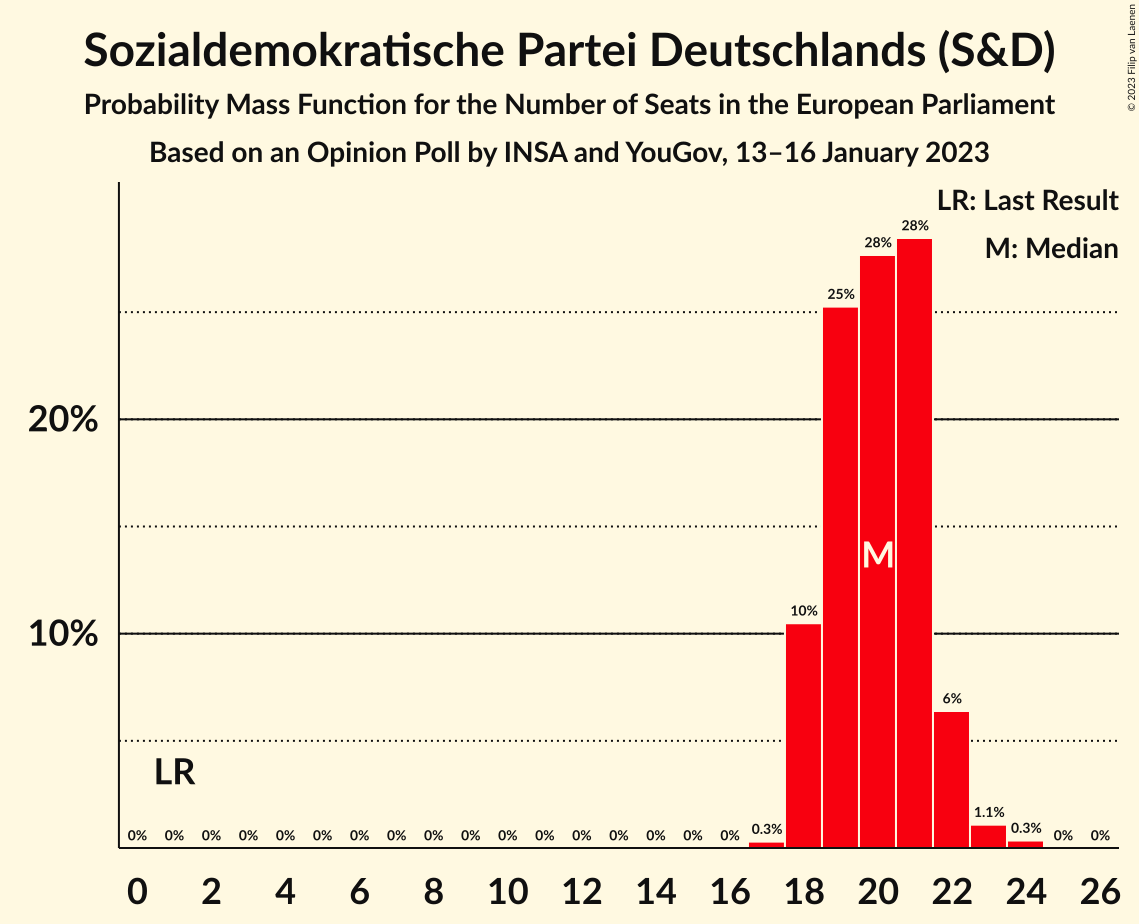 Sozialdemokratische Partei Deutschlands (S&D)
Probability Mass Function for the Number of Seats in the European Parliament
Based on an Opinion Poll by INSA and YouGov, 13–16 January 2023
© 2023 Filip van Laenen
LR: Last Result
M: Median
20%
10%
0% 0% 0% 0% 0% 0% 0% 0% 0% 0% 0% 0% 0% 0% 0% 0% 0% 0.3% 10% 25% 28% 28% 6% 1.1% 0.3% 0% 0%
LR
M
0 2 4 6 8 10 12 14 16 18 20 22 24 26